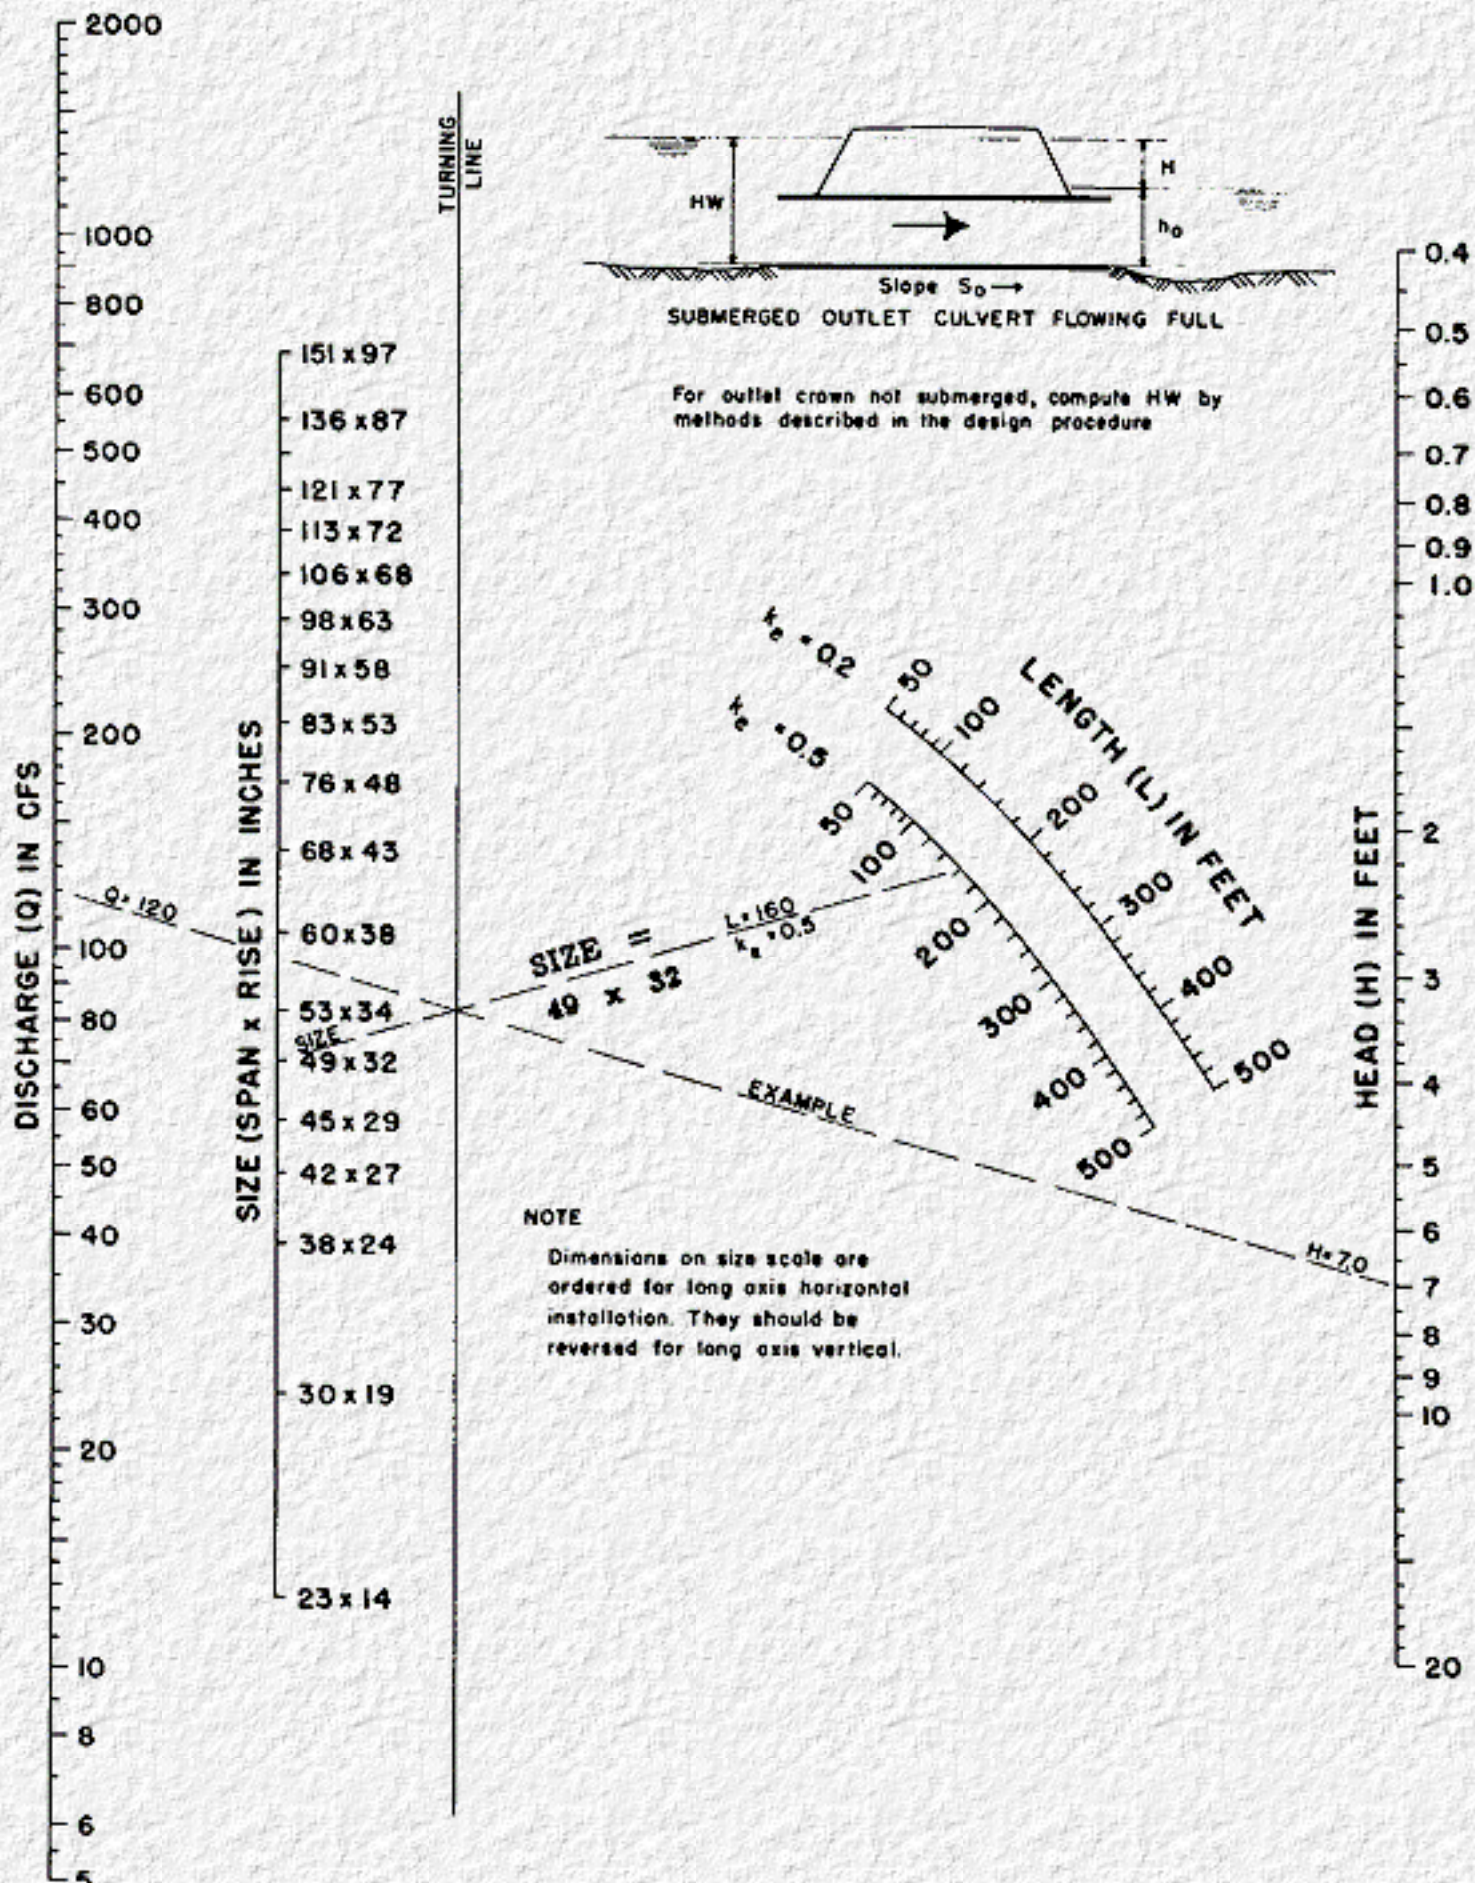 2000
1000
800
600
500
400
300
200
100
80
60
50
40
30
20
10
8
6
5
DISCHARGE (Q) IN CFS
151 x 97
136 x 87
121 x 77
113 x 72
106 x 68
98 x 63
91 x 58
83 x 53
76 x 48
68 x 43
60 x 38
53 x 34
49 x 32
45 x 29
42 x 27
38 x 24
30 x 19
23 x 14
SIZE (SPAN x RISE) IN INCHES
TURNING
LINE
HW
H
ho
Slope So
SUBMERGED OUTLET CULVERT FLOWING FULL
For outlet crown not submerged, compute HW by
methods described in the design procedure
ke = 0.2
50
100
200
300
400
500
LENGTH (L) IN FEET
ke = 0.5
50
100
200
300
400
500
Q= 120
SIZE
SIZE =
49 x 32
L=160
ke =0.5
EXAMPLE
H=7.0
NOTE
Dimensions on size scale are
ordered for long axis horizontal
installation. They should be
reversed for long axis vertical.
0.4
0.5
0.6
0.7
0.8
0.9
1.0
2
3
4
5
6
7
8
9
10
20
HEAD (H) IN FEET